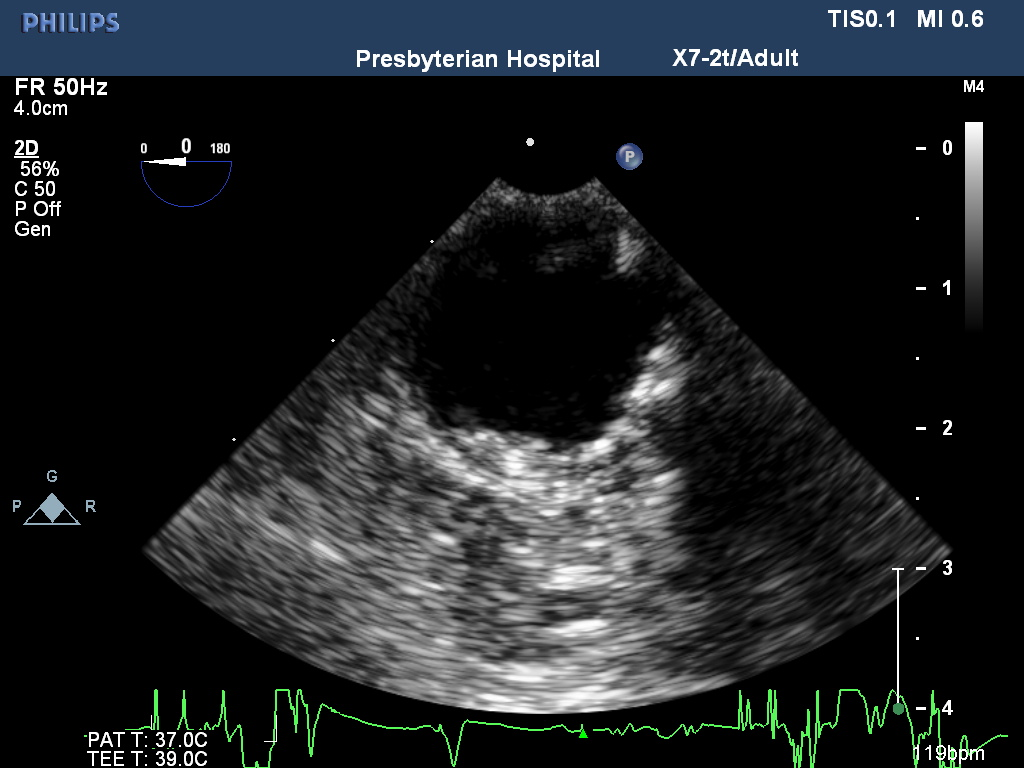 PHILIPS
TIS0.1 MI 0.6
Presbyterian Hospital X7-2t/Adult
FR 50Hz
4.0cm
M4
2D
56%
C 50
P Off
Gen
0 0 180
P
0
1
2
3
4
G
P R
PAT T: 37.0C
TEE T: 39.0C
119bpm